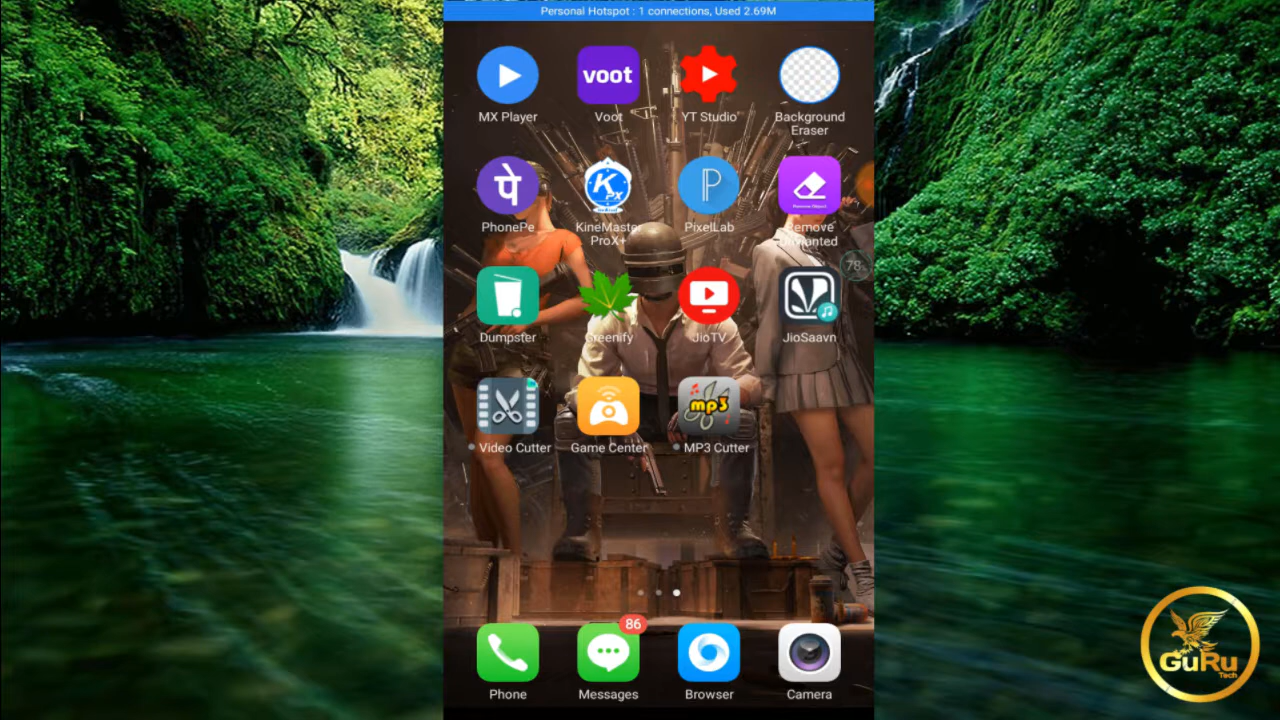 Personal Hotspot : 1 connections, Used 2.69M
voot
MX Player
Voot
YT Studio
Background
Eraser
पे
K
PX
P
PhonePe
KineMaster
ProX+
PixelLab
Remove
78
Dumpster
Greenify
JioTV
JioSaavn
mp3
Video Cutter
Game Center
MP3 Cutter
86
Phone
Messages
Browser
Camera
GuRu
Tech